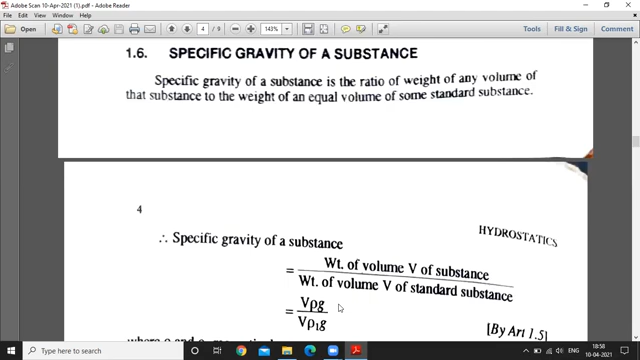 Adobe Scan 10-Apr-2021 (1).pdf - Adobe Reader
File Edit View Window Help
Open 4 / 9 143% Tools Fill & Sign Comment
1.6. SPECIFIC GRAVITY OF A SUBSTANCE
Specific gravity of a substance is the ratio of weight of any volume of
that substance to the weight of an equal volume of some standard substance.
4
HYDROSTATICS
∴ Specific gravity of a substance
= Wt. of volume V of substance / Wt. of volume V of standard substance
= Vρg / Vρ₁g
[By Art 1.5]
Type here to search
ENG
18:58
10-04-2021